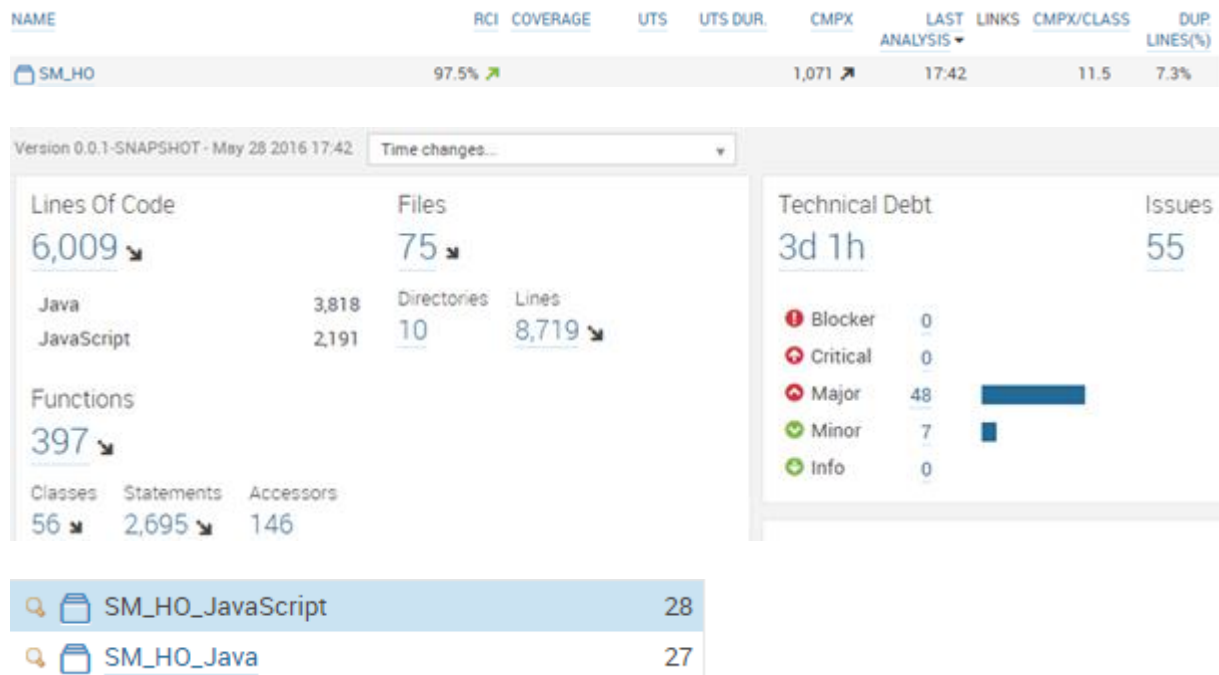 NAME RCI COVERAGE UTS UTS DUR. CMPX LAST ANALYSIS LINKS CMPX/CLASS DUP. LINES(%)
SM_HO 97.5% 1,071 17:42 11.5 7.3%
Version 0.0.1-SNAPSHOT - May 28 2016 17:42 Time changes...
Lines Of Code Files Technical Debt Issues
6,009 75 3d 1h 55
Java 3,818 Directories Lines
JavaScript 2,191 10 8,719
Blocker 0
Critical 0
Major 48
Minor 7
Info 0
Functions
397
Classes Statements Accessors
56 2,695 146
SM_HO_JavaScript 28
SM_HO_Java 27